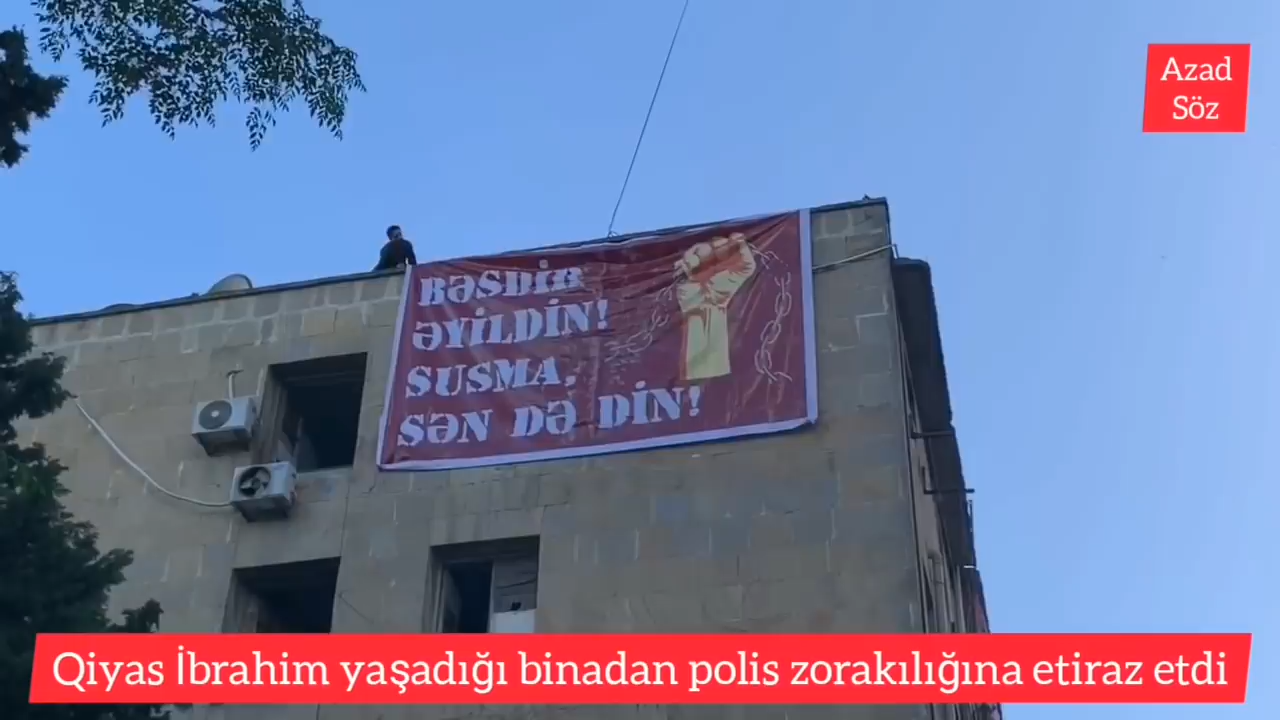 Azad
Söz
BƏSDİR
ƏYİLDİN!
SUSMA,
SƏN DƏ DİN!
Qiyas İbrahim yaşadığı binadan polis zorakılığına etiraz etdi